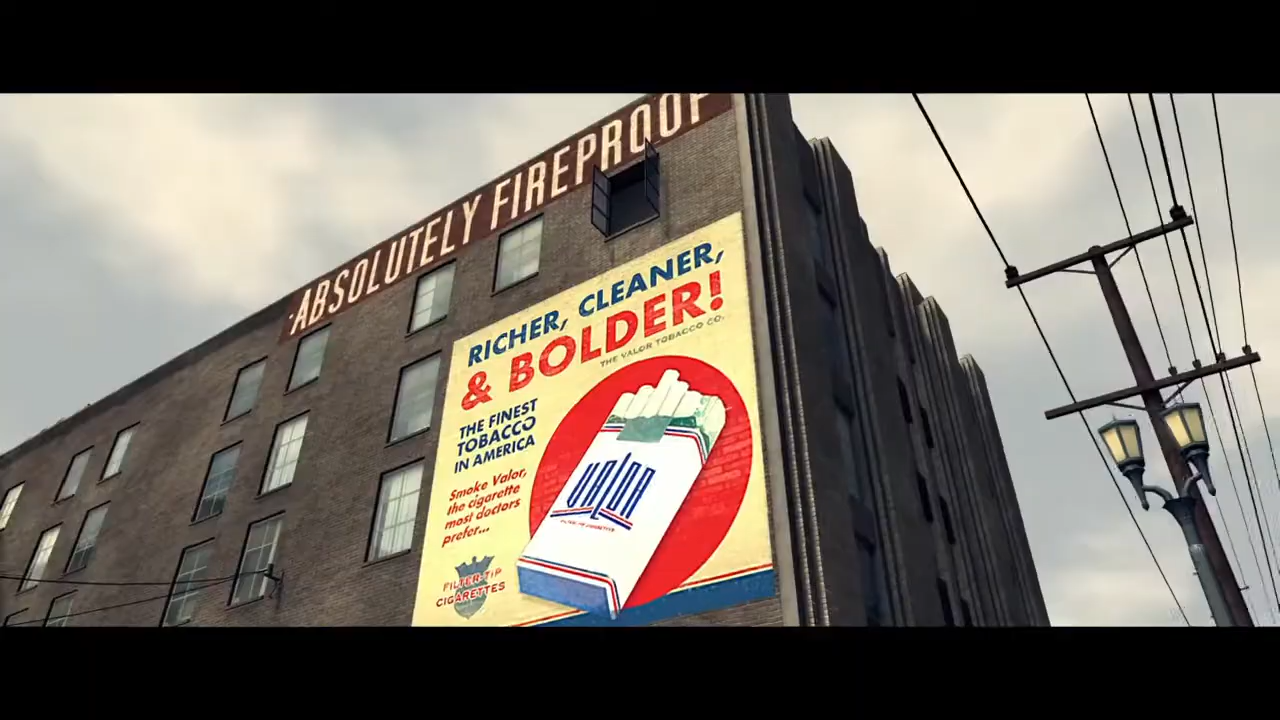 ABSOLUTELY FIREPROOF
RICHER, CLEANER,
& BOLDER!
THE VALOR TOBACCO CO.
THE FINEST
TOBACCO
IN AMERICA
Smoke Valor,
the cigarette
most doctors
prefer...
VALOR
FILTER-TIP
CIGARETTES